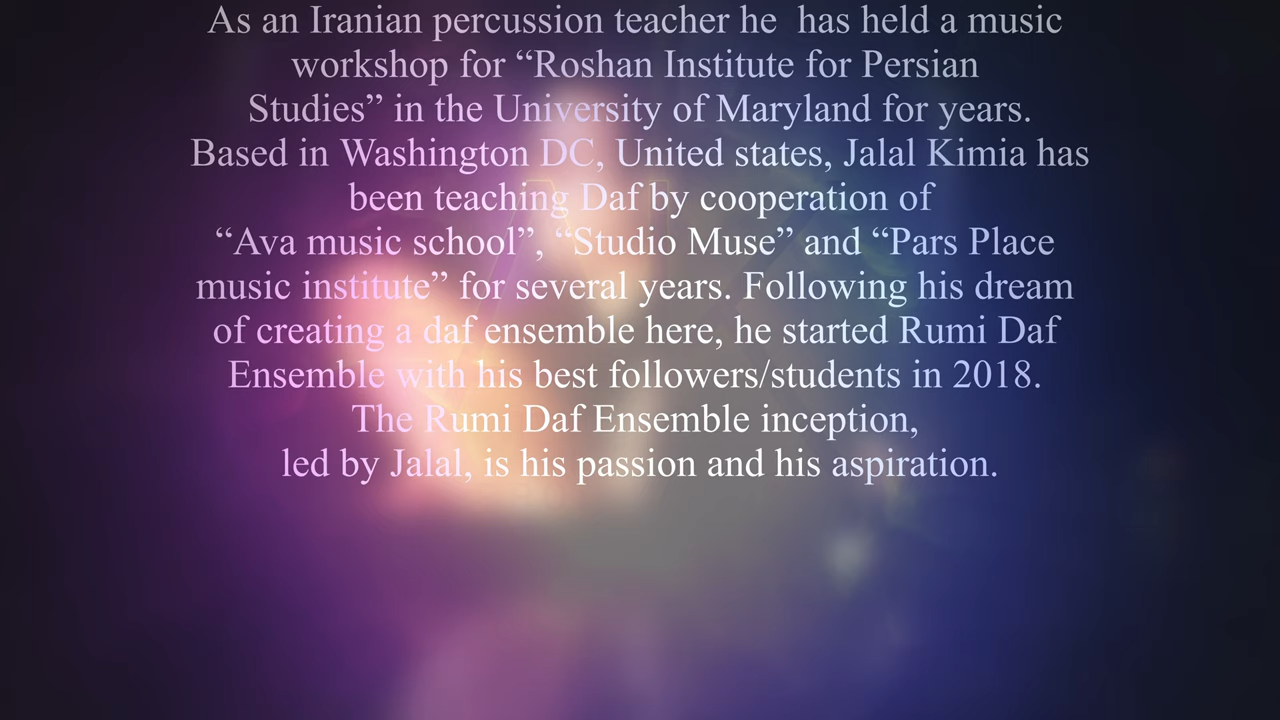 As an Iranian percussion teacher he  has held a music
workshop for “Roshan Institute for Persian
Studies” in the University of Maryland for years.
Based in Washington DC, United states, Jalal Kimia has
been teaching Daf by cooperation of
“Ava music school”, “Studio Muse” and “Pars Place
music institute” for several years. Following his dream
of creating a daf ensemble here, he started Rumi Daf
Ensemble with his best followers/students in 2018.
The Rumi Daf Ensemble inception,
led by Jalal, is his passion and his aspiration.